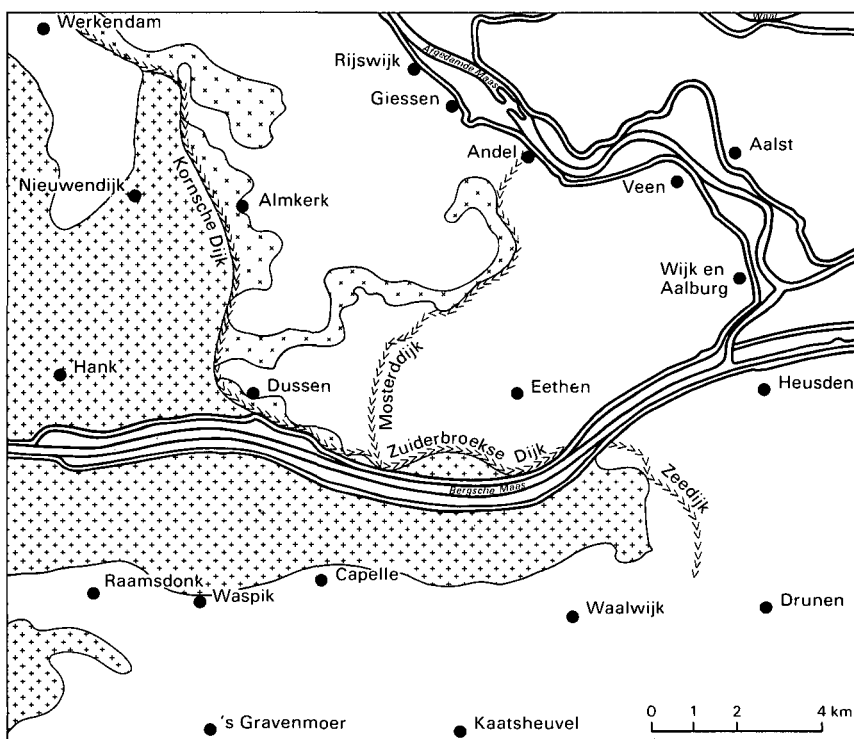 Werkendam
Waal
Rijswijk
Afgedamde Maas
Giessen
Andel
Aalst
Veen
Nieuwendijk
Kornsche Dijk
Almkerk
Wijk en
Aalburg
Mosterddijk
Hank
Dussen
Eethen
Heusden
Zuiderbroekse Dijk
Zeedijk
Bergsche Maas
Raamsdonk
Waspik
Capelle
Waalwijk
Drunen
's Gravenmoer
Kaatsheuvel
0 1 2 4 km